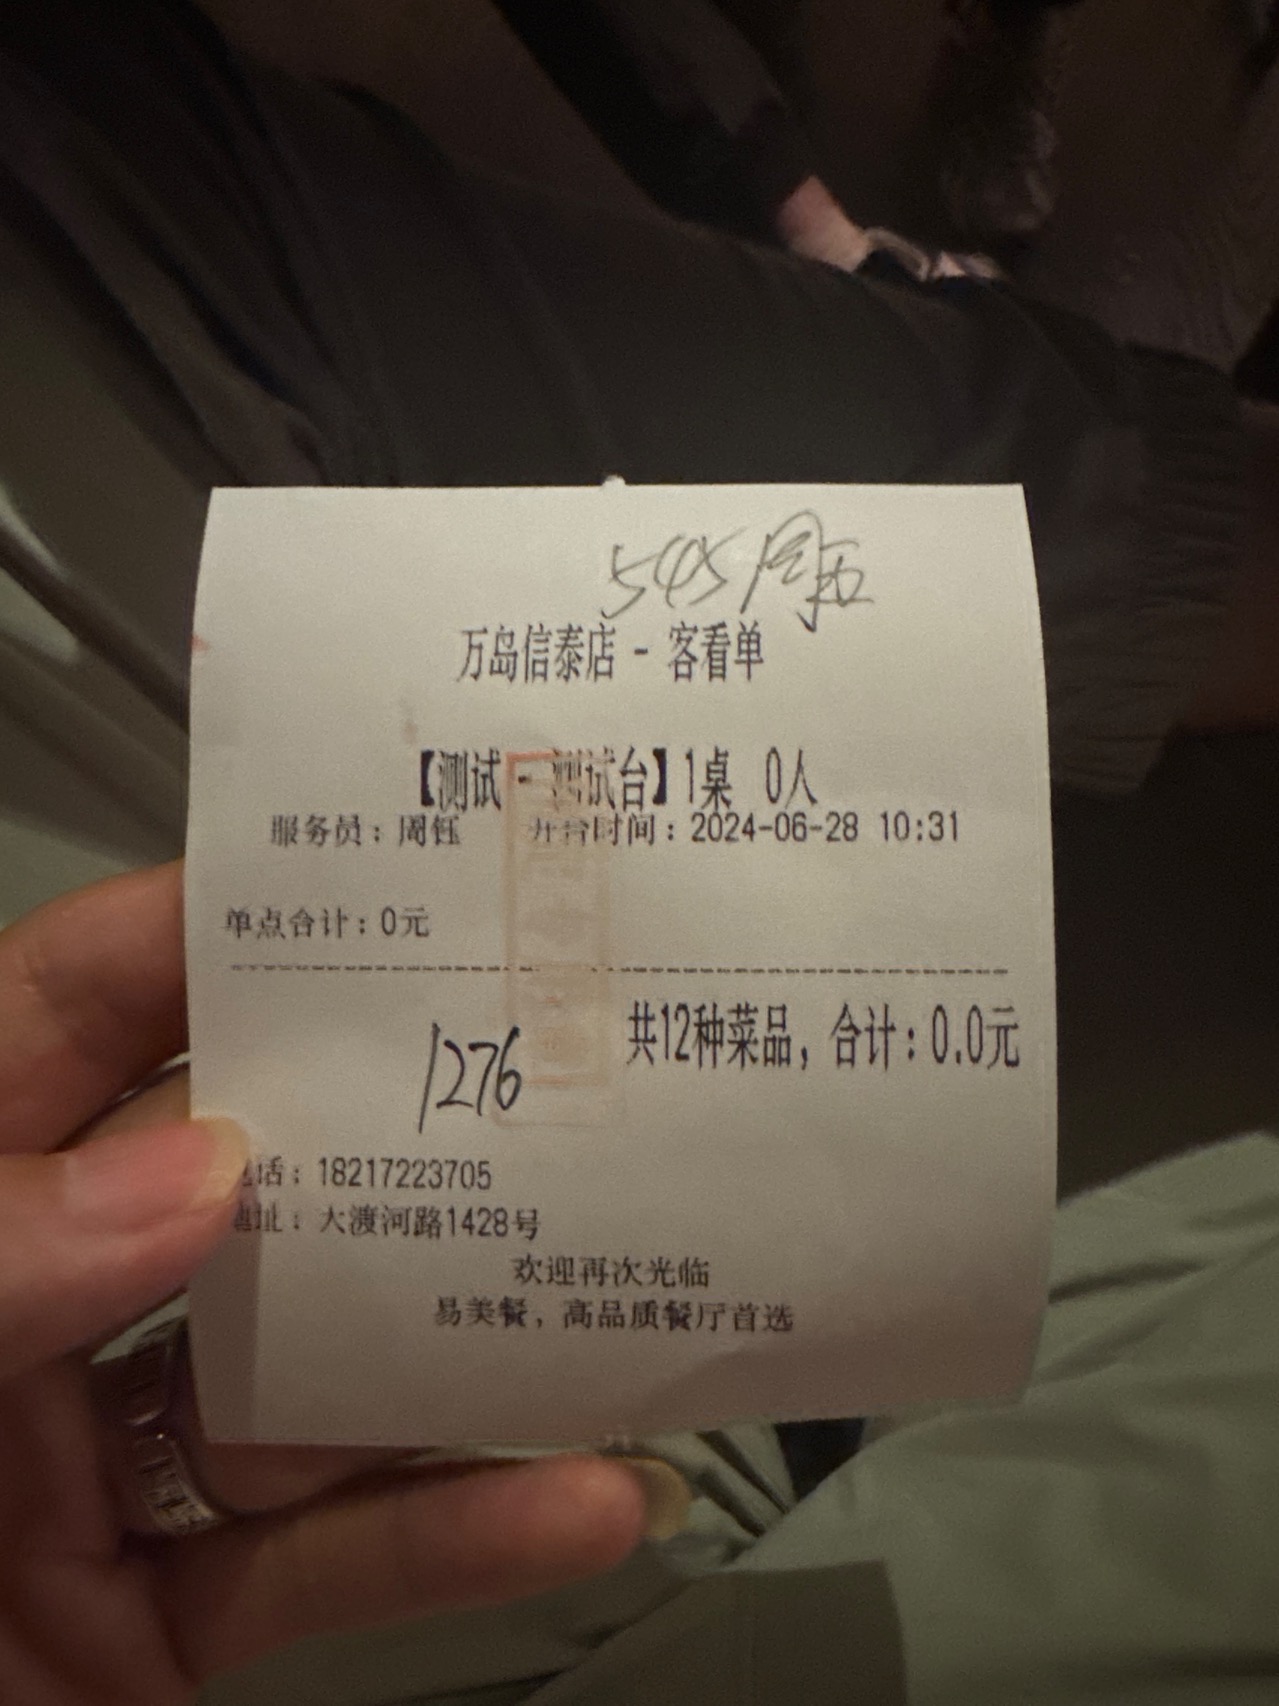 545
万岛信泰店 - 客看单
【测试 - 测试台】1桌 0人
服务员：周钰 开台时间：2024-06-28 10:31
单点合计：0元
共12种菜品，合计：0.0元
1276
电话：18217223705
地址：大渡河路1428号
欢迎再次光临
易美餐，高品质餐厅首选